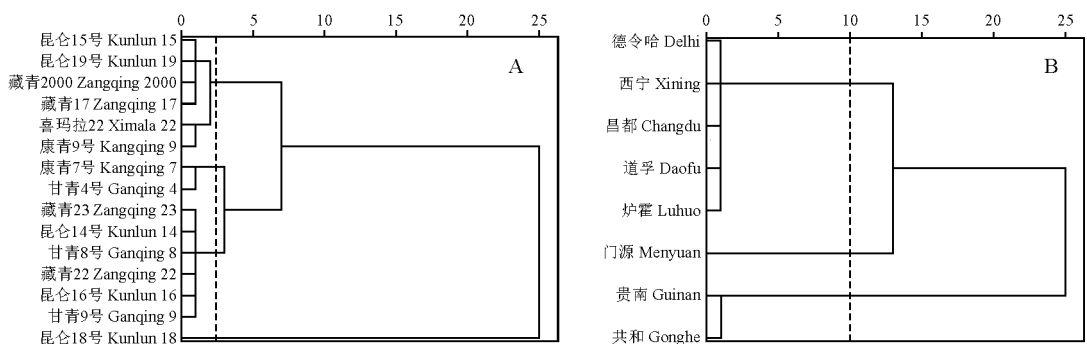 0 5 10 15 20 25
昆仑15号 Kunlun 15
昆仑19号 Kunlun 19
藏青2000 Zangqing 2000
藏青17 Zangqing 17
喜玛拉22 Ximala 22
康青9号 Kangqing 9
康青7号 Kangqing 7
甘青4号 Ganqing 4
藏青23 Zangqing 23
昆仑14号 Kunlun 14
甘青8号 Ganqing 8
藏青22 Zangqing 22
昆仑16号 Kunlun 16
甘青9号 Ganqing 9
昆仑18号 Kunlun 18
A
0 5 10 15 20 25
德令哈 Delhi
西宁 Xining
昌都 Changdu
道孚 Daofu
炉霍 Luhuo
门源 Menyuan
贵南 Guinan
共和 Gonghe
B